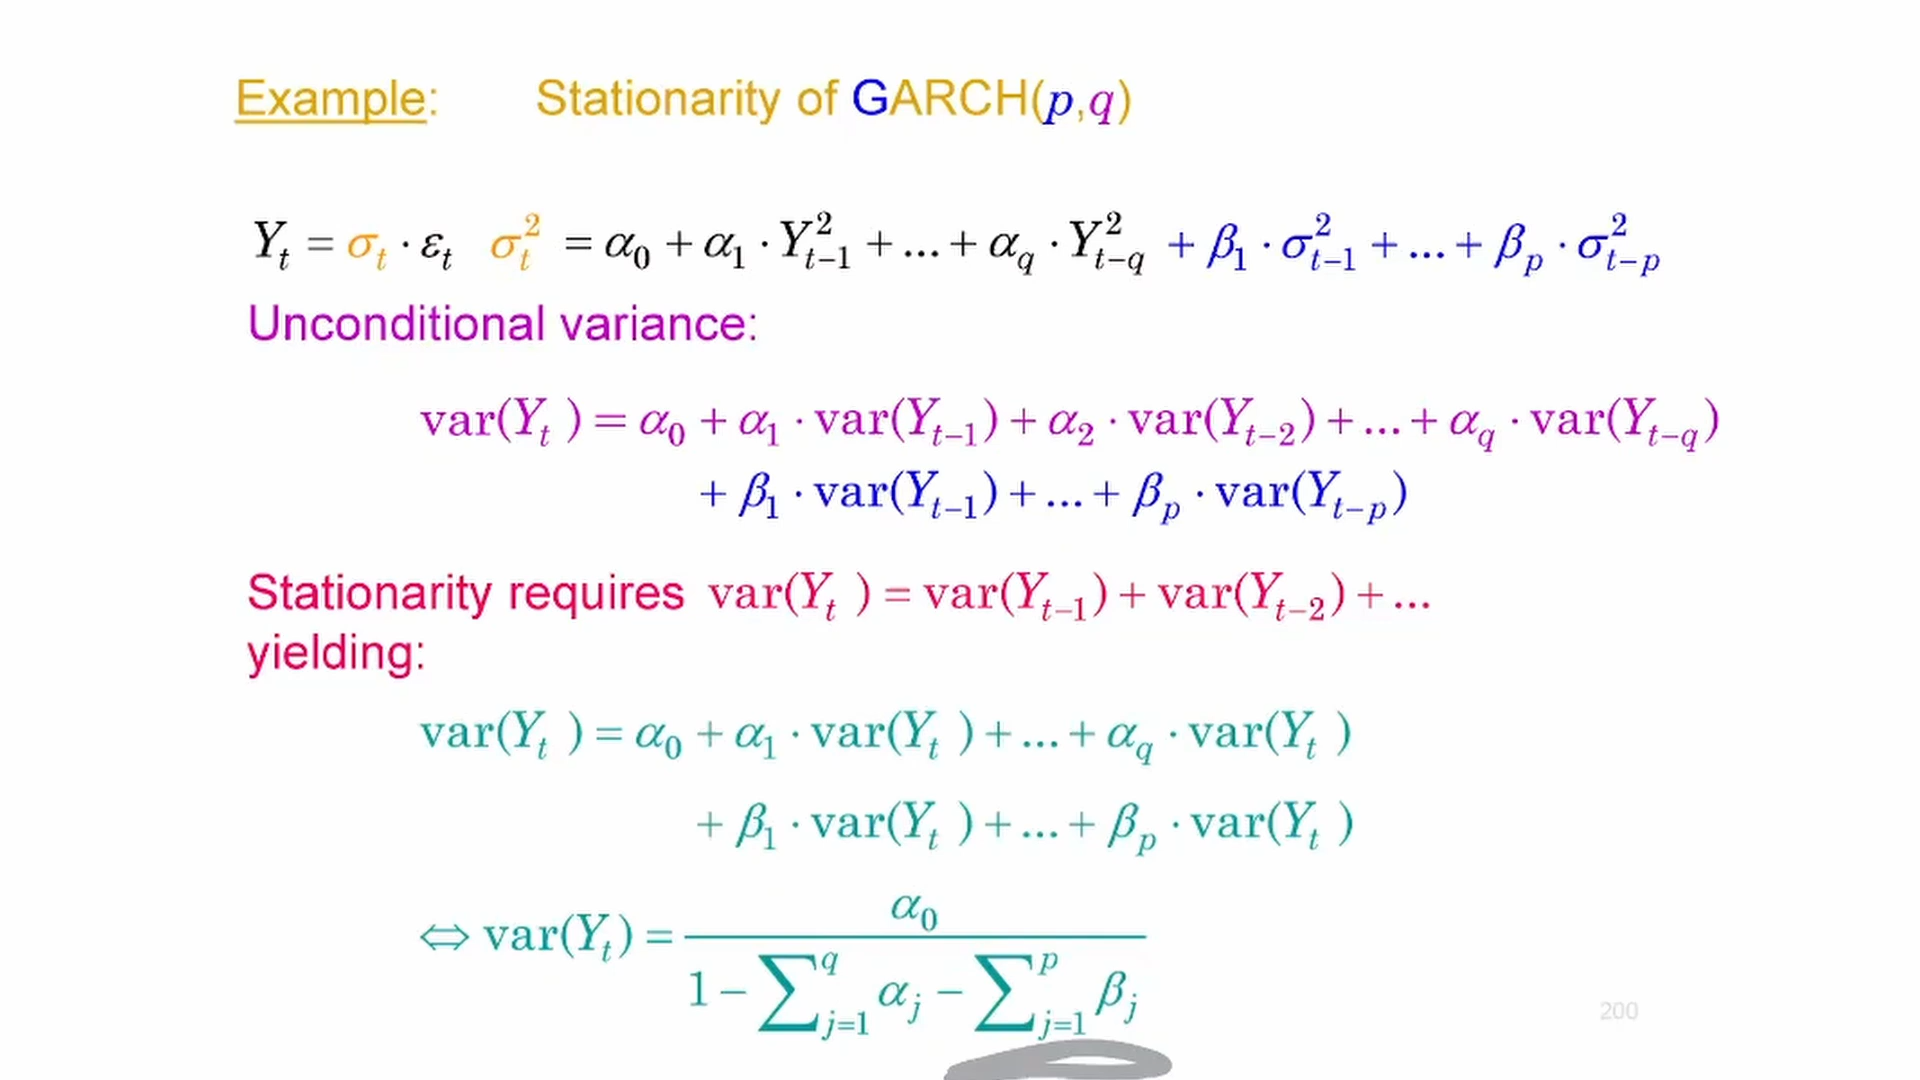 Example: Stationarity of GARCH(p,q)
Y_t = σ_t · ε_t σ_t^2 = α_0 + α_1 · Y_{t−1}^2 + ... + α_q · Y_{t−q}^2 + β_1 · σ_{t−1}^2 + ... + β_p · σ_{t−p}^2
Unconditional variance:
var(Y_t) = α_0 + α_1 · var(Y_{t−1}) + α_2 · var(Y_{t−2}) + ... + α_q · var(Y_{t−q})
+ β_1 · var(Y_{t−1}) + ... + β_p · var(Y_{t−p})
Stationarity requires var(Y_t) = var(Y_{t−1}) + var(Y_{t−2}) + ...
yielding:
var(Y_t) = α_0 + α_1 · var(Y_t) + ... + α_q · var(Y_t)
+ β_1 · var(Y_t) + ... + β_p · var(Y_t)
⇔ var(Y_t) = α_0 / (1 − ∑_{j=1}^q α_j − ∑_{j=1}^p β_j)
200